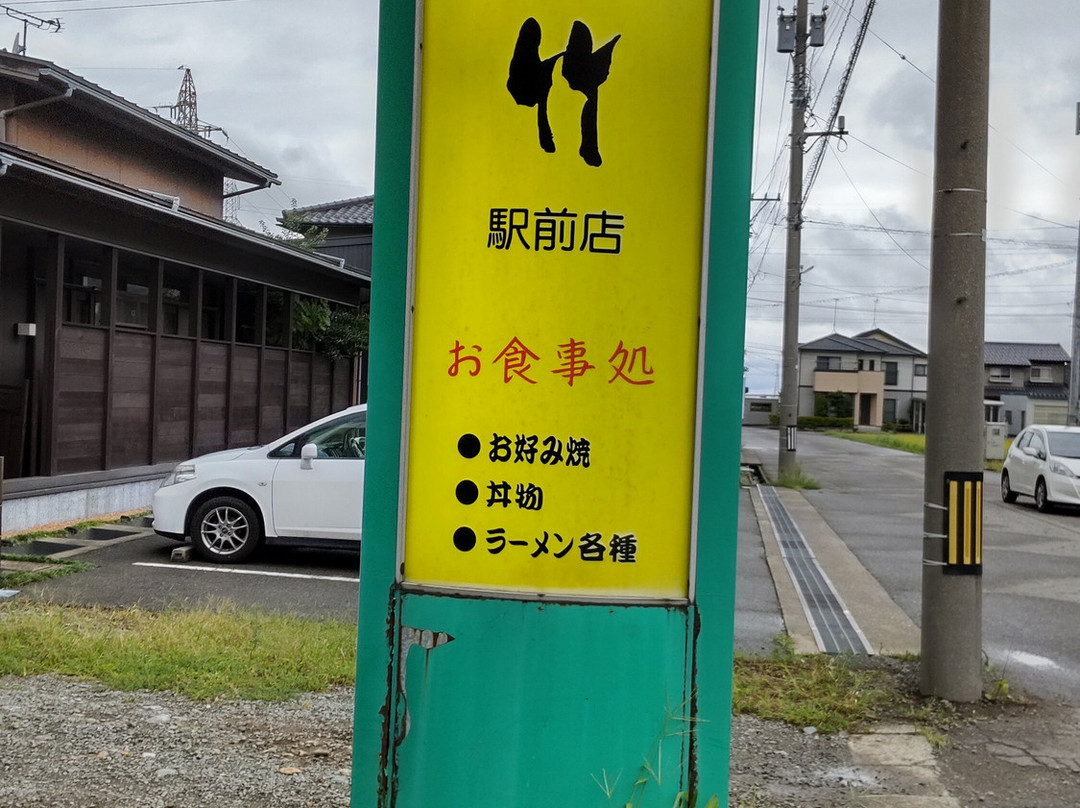 竹
駅前店
お食事処
●お好み焼
●丼物
●ラーメン各種